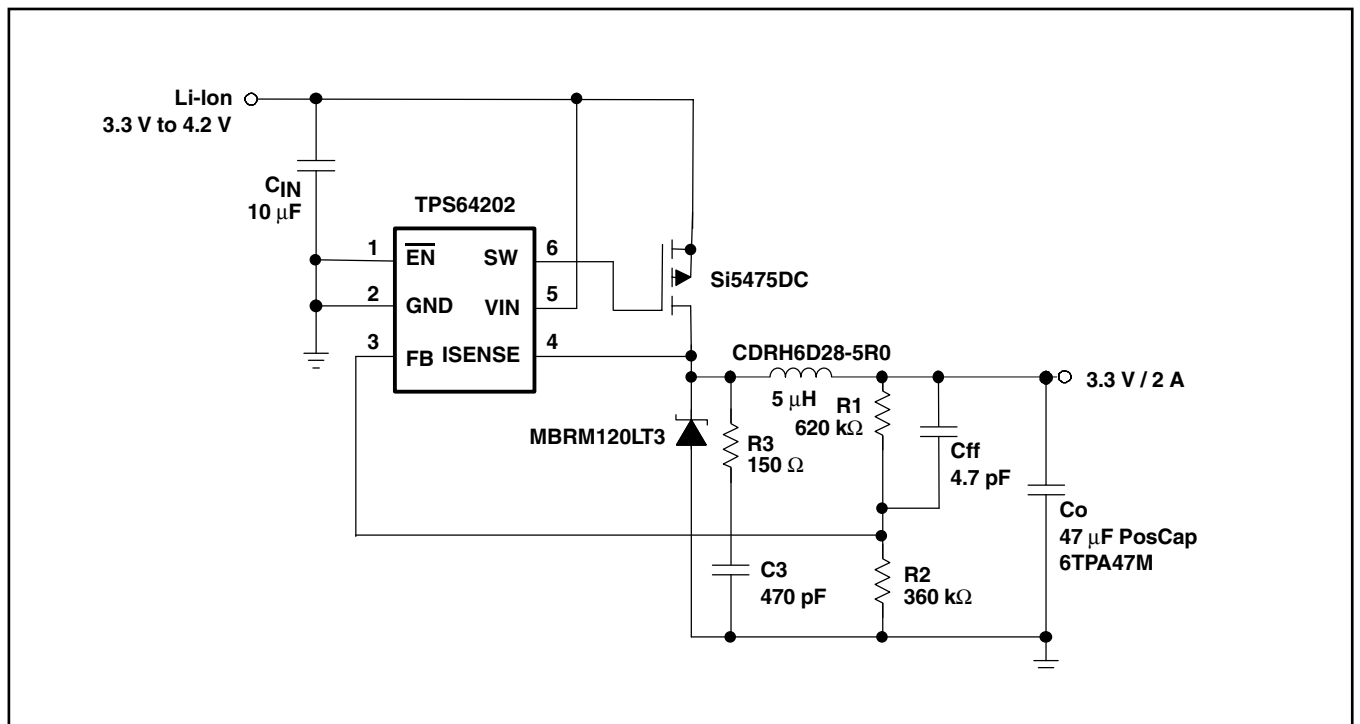 Li-Ion
3.3 V to 4.2 V
CIN
10 μF
TPS64202
1
EN
SW
6
2
GND
VIN
5
3
FB
ISENSE
4
Si5475DC
CDRH6D28-5R0
5 μH
3.3 V / 2 A
R1
620 kΩ
MBRM120LT3
R3
150 Ω
Cff
4.7 pF
Co
47 μF PosCap
6TPA47M
C3
470 pF
R2
360 kΩ